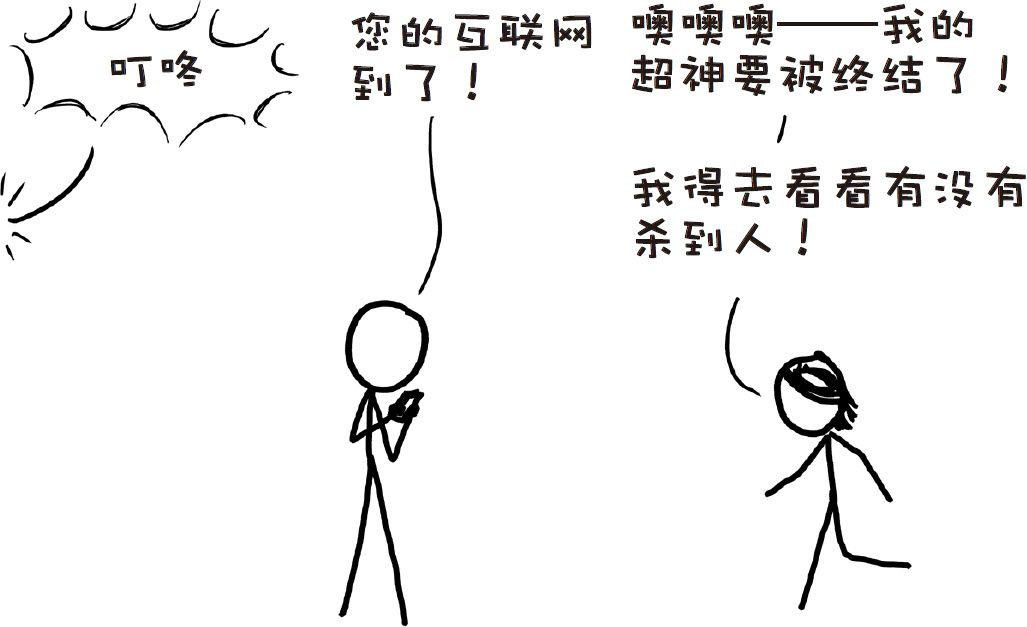 叮咚
您的互联网
到了！
噢噢噢——我的
超神要被终结了！
我得去看看有没有
杀到人！